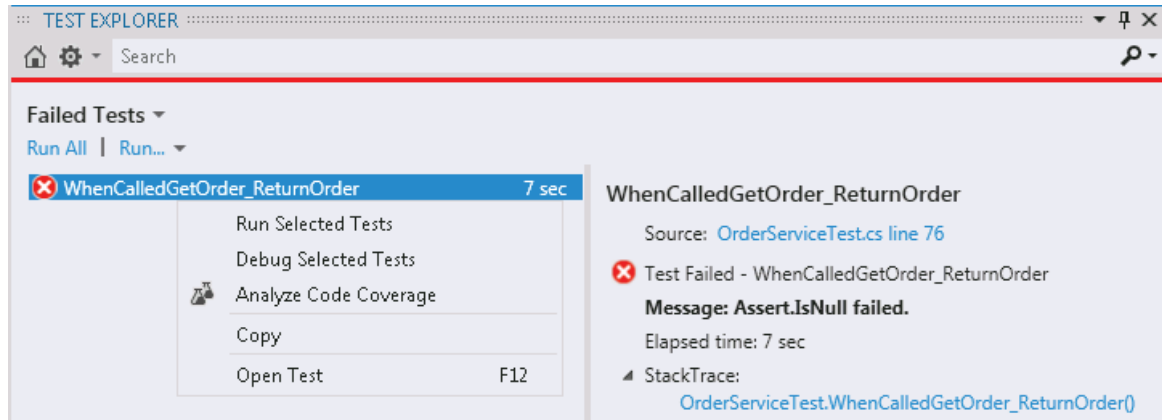 TEST EXPLORER
Search
Failed Tests
Run All | Run...
WhenCalledGetOrder_ReturnOrder 7 sec
Run Selected Tests
Debug Selected Tests
Analyze Code Coverage
Copy
Open Test F12
WhenCalledGetOrder_ReturnOrder
Source: OrderServiceTest.cs line 76
Test Failed - WhenCalledGetOrder_ReturnOrder
Message: Assert.IsNull failed.
Elapsed time: 7 sec
StackTrace:
OrderServiceTest.WhenCalledGetOrder_ReturnOrder()